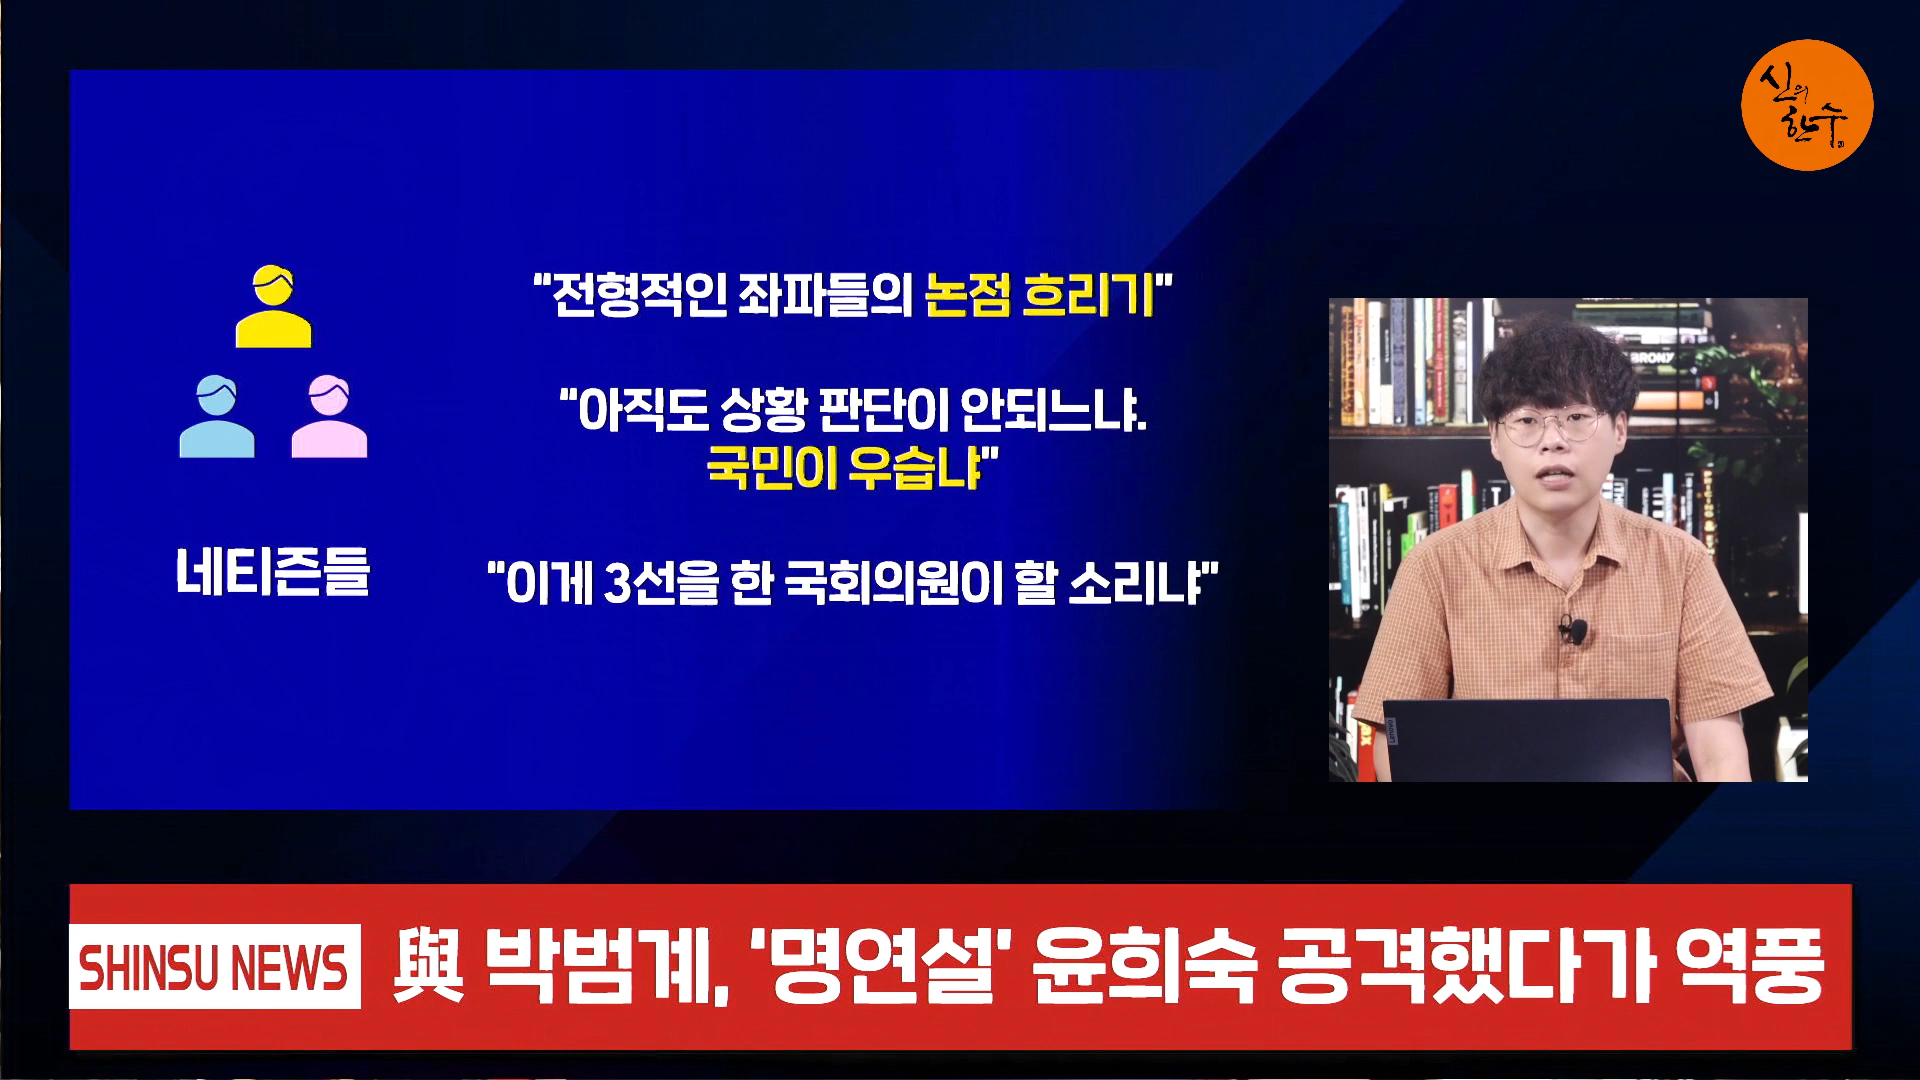 신의한수
"전형적인 좌파들의 논점 흐리기"
"아직도 상황 판단이 안되느냐.
국민이 우습냐"
네티즌들
"이게 3선을 한 국회의원이 할 소리냐"
BRONX
SHINSU NEWS
與 박범계, '명연설' 윤희숙 공격했다가 역풍